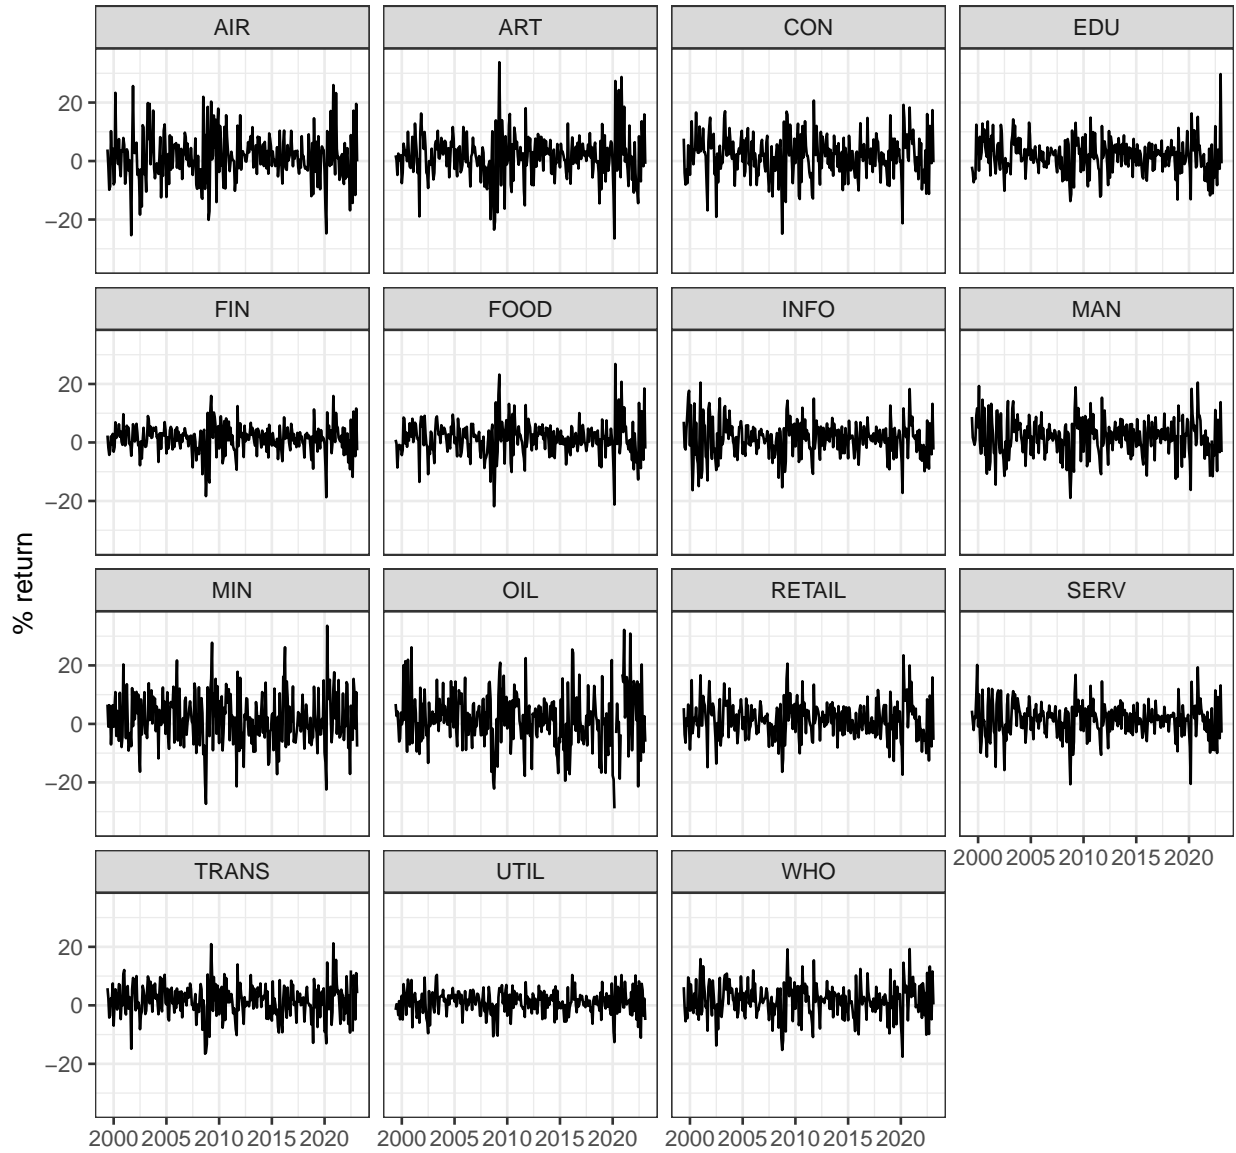 AIR ART CON EDU
20
0
−20
FIN FOOD INFO MAN
20
0
−20
% return
MIN OIL RETAIL SERV
20
0
−20
2000 2005 2010 2015 2020
TRANS UTIL WHO
20
0
−20
2000 2005 2010 2015 2020 2000 2005 2010 2015 2020 2000 2005 2010 2015 2020